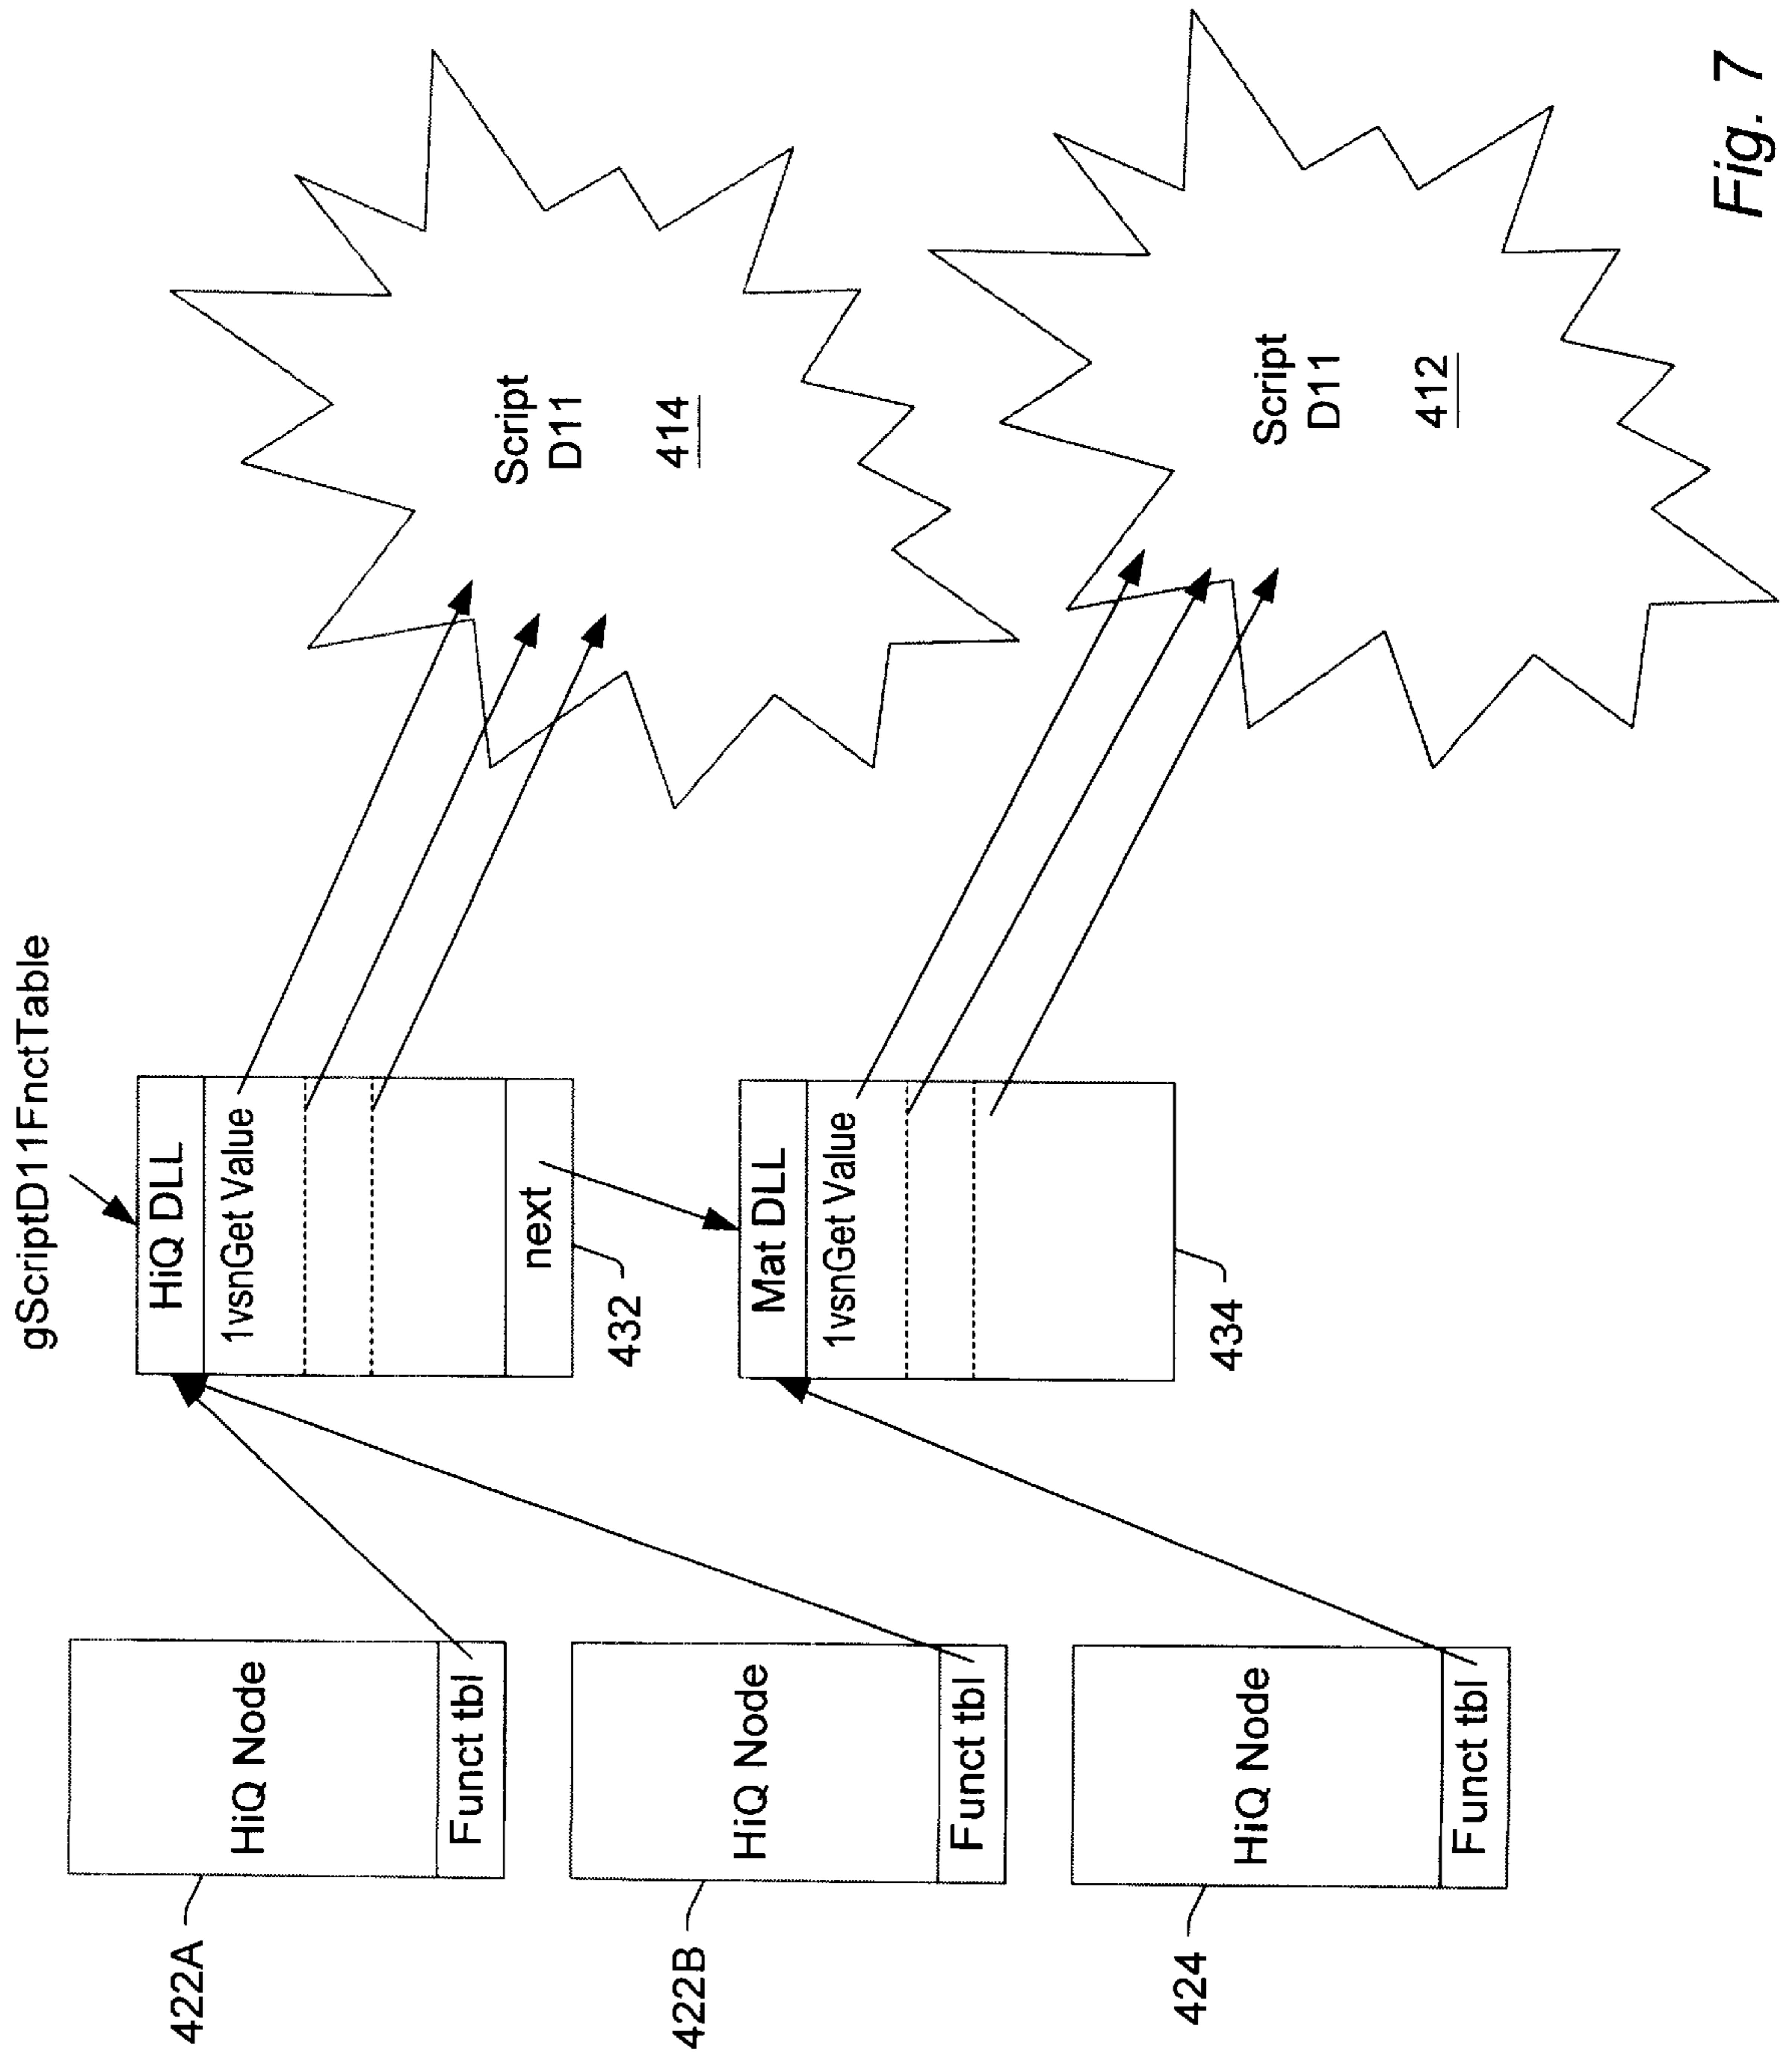 gScriptD11FnctTable
422A
HiQ Node
Funct tbl
422B
HiQ Node
Funct tbl
424
HiQ Node
Funct tbl
HiQ DLL
1vsnGet Value
next
432
Mat DLL
1vsnGet Value
434
Script
D11
414
Script
D11
412
Fig. 7